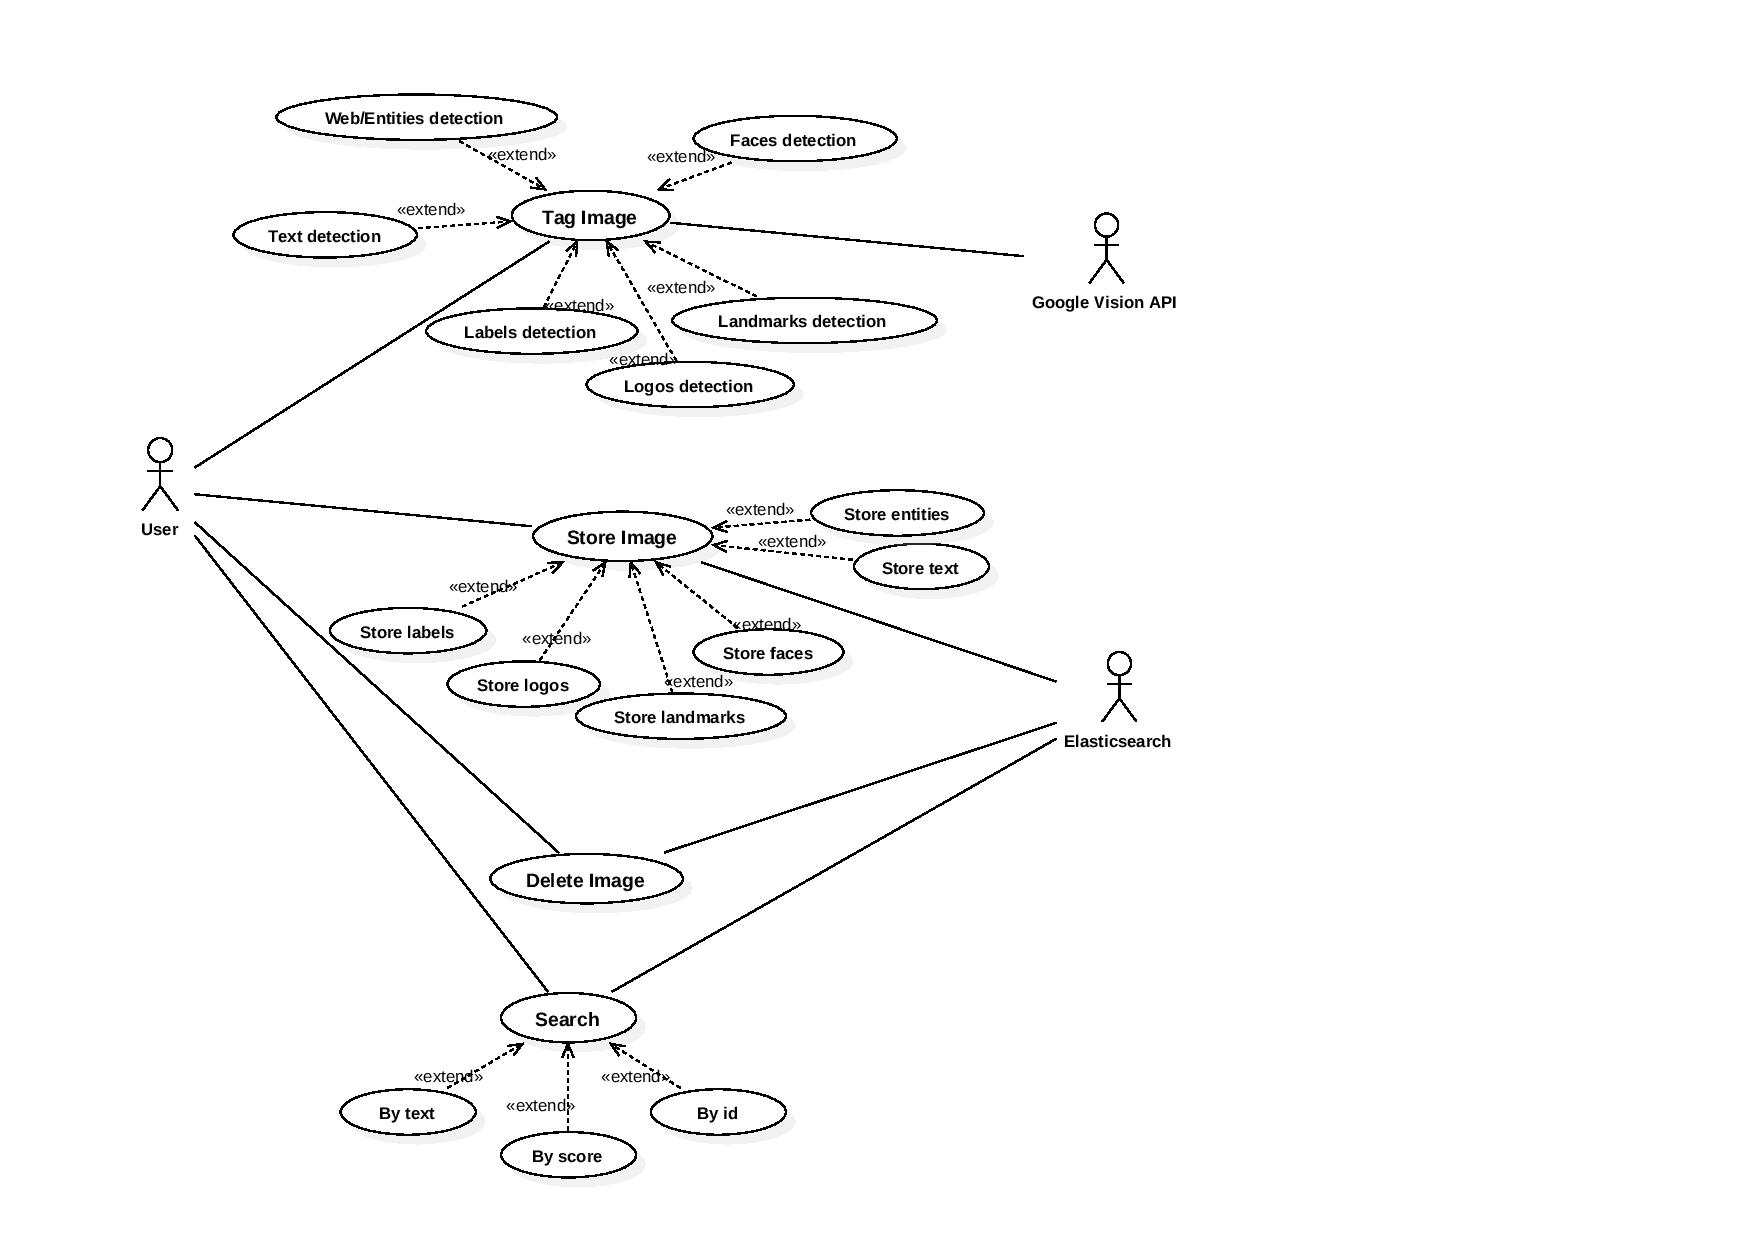 Web/Entities detection
Faces detection
«extend»
«extend»
Text detection
«extend»
Tag Image
Google Vision API
«extend»
«extend»
Labels detection
Landmarks detection
«extend»
Logos detection
User
Store Image
«extend»
Store entities
«extend»
Store text
«extend»
Store labels
«extend»
«extend»
Store logos
Store faces
«extend»
Store landmarks
Elasticsearch
Delete Image
Search
«extend»
«extend»
«extend»
By text
By id
By score